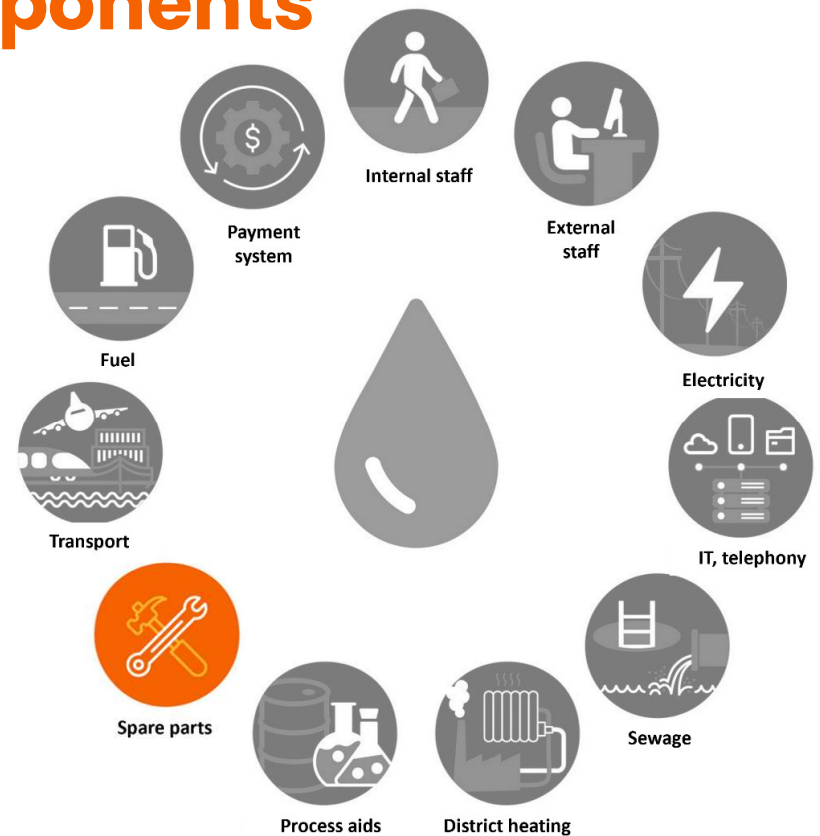 ponents
Internal staff
External
staff
Electricity
IT, telephony
Sewage
District heating
Process aids
Spare parts
Transport
Fuel
Payment
system
$